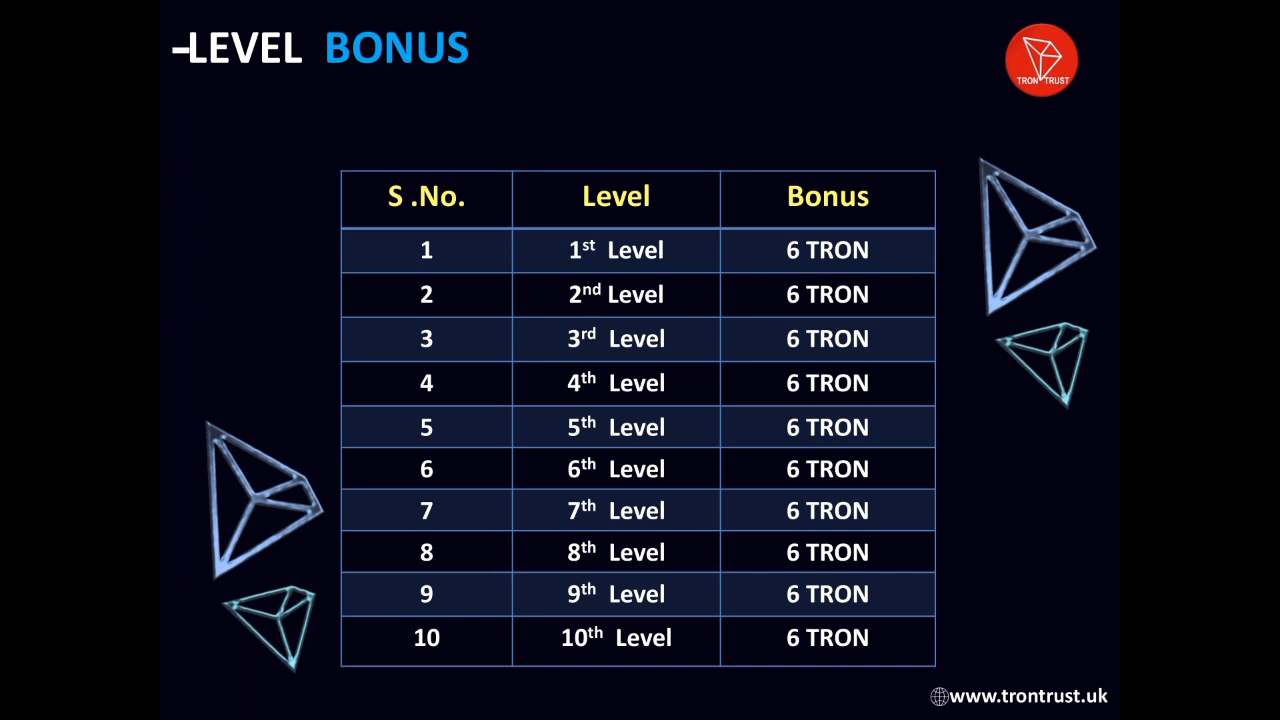 -LEVEL BONUS
TRON TRUST
S .No. Level Bonus
1 1st Level 6 TRON
2 2nd Level 6 TRON
3 3rd Level 6 TRON
4 4th Level 6 TRON
5 5th Level 6 TRON
6 6th Level 6 TRON
7 7th Level 6 TRON
8 8th Level 6 TRON
9 9th Level 6 TRON
10 10th Level 6 TRON
www.trontrust.uk